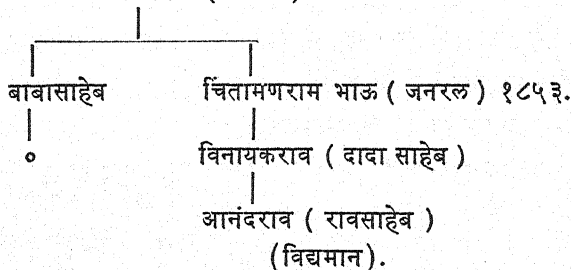 बाबासाहेब चिंतामणराम भाऊ ( जनरल ) १८५३.
०
विनायकराव ( दादा साहेब )
आनंदराव ( रावसाहेब )
(विद्यमान).